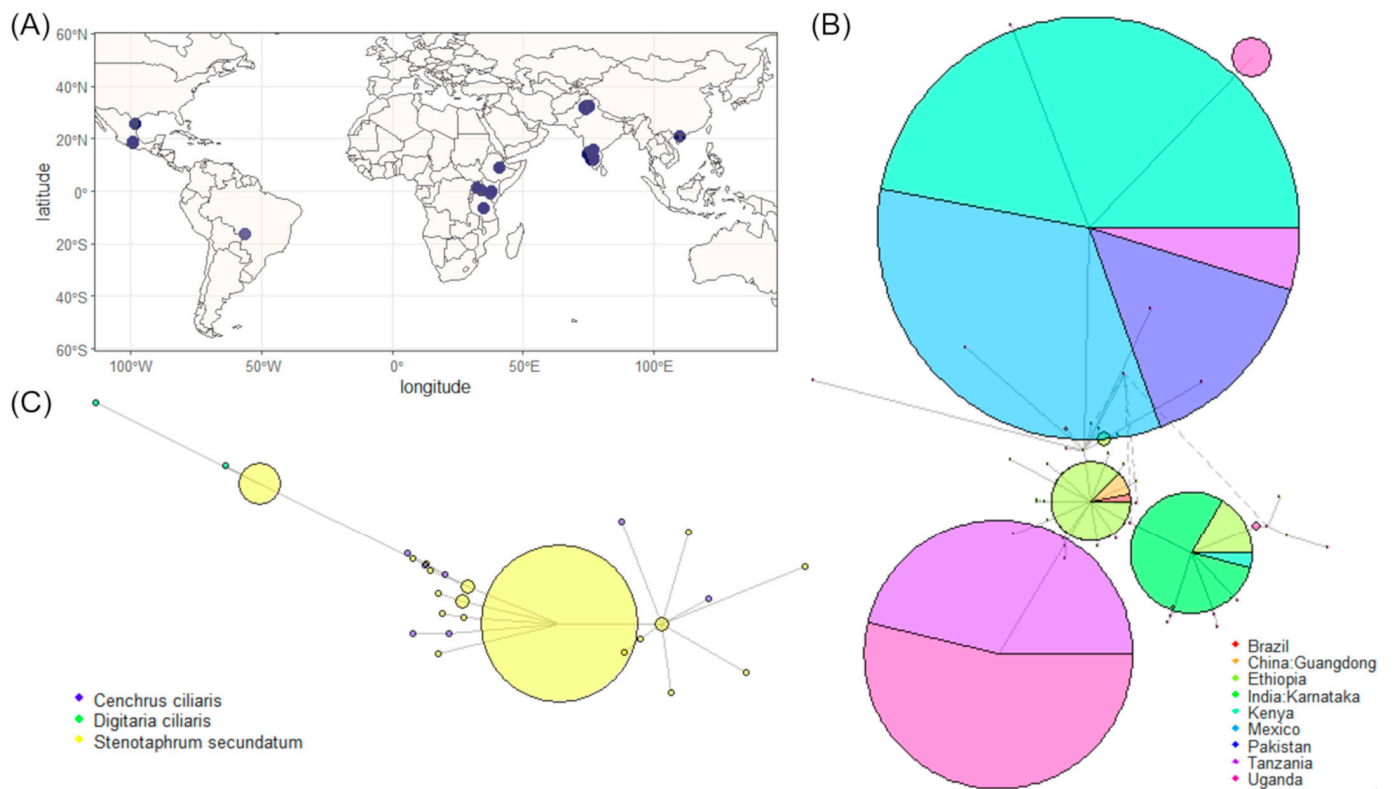 (A)
60°N
40°N
20°N
0°
20°S
40°S
60°S
latitude
100°W
50°W
0°
50°E
100°E
longitude
(B)
Brazil
China:Guangdong
Ethiopia
India:Karnataka
Kenya
Mexico
Pakistan
Tanzania
Uganda
(C)
Cenchrus ciliaris
Digitaria ciliaris
Stenotaphrum secundatum